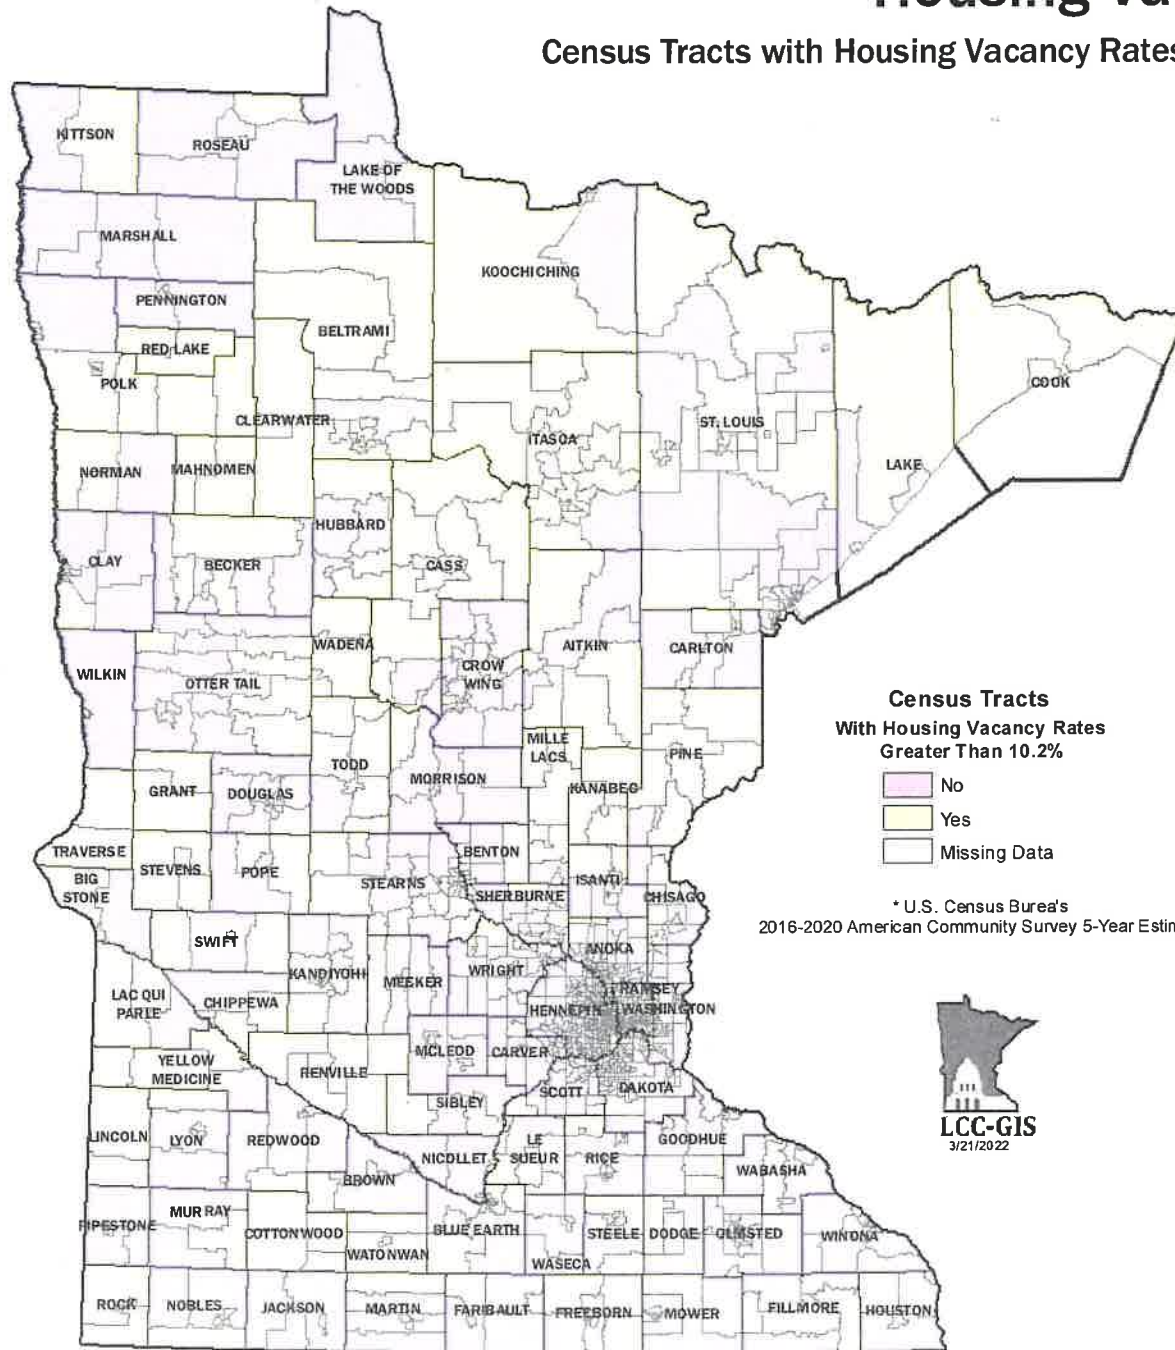 Housing Va
Census Tracts with Housing Vacancy Rates
KITTSON
ROSEAU
LAKE OF
THE WOODS
MARSHALL
KOOCHICHING
PENNINGTON
BELTRAMI
RED LAKE
POLK
COOK
CLEARWATER
ST. LOUIS
ITASCA
LAKE
NORMAN
MAHNOMEN
HUBBARD
CLAY
BECKER
CASS
WADENA
AITKIN
CARLTON
WILKIN
OTTER TAIL
CROW
WING
MILLE
LACS
PINE
TODD
MORRISON
KANABEC
GRANT
DOUGLAS
TRAVERSE
BENTON
STEVENS
POPE
BIG
STONE
STEARNS
ISANTI
SHERBURNE
CHISAGO
SWIFT
ANOKA
KANDIYOHI
WRIGHT
MEEKER
RAMSEY
LAC QUI
PARLE
CHIPPEWA
HENNEPIN
WASHINGTON
MCLEOD
CARVER
YELLOW
MEDICINE
RENVILLE
SCOTT
DAKOTA
SIBLEY
LINCOLN
LYON
REDWOOD
LE
SUEUR
RICE
GOODHUE
NICOLLET
WABASHA
BROWN
PIPESTONE
MURRAY
COTTONWOOD
WATONWAN
BLUE EARTH
WASECA
STEELE
DODGE
OLMSTED
WINONA
ROCK
NOBLES
JACKSON
MARTIN
FARIBAULT
FREEBORN
MOWER
FILLMORE
HOUSTON
Census Tracts
With Housing Vacancy Rates
Greater Than 10.2%
No
Yes
Missing Data
* U.S. Census Burea's
2016-2020 American Community Survey 5-Year Estim
LCC-GIS
3/21/2022